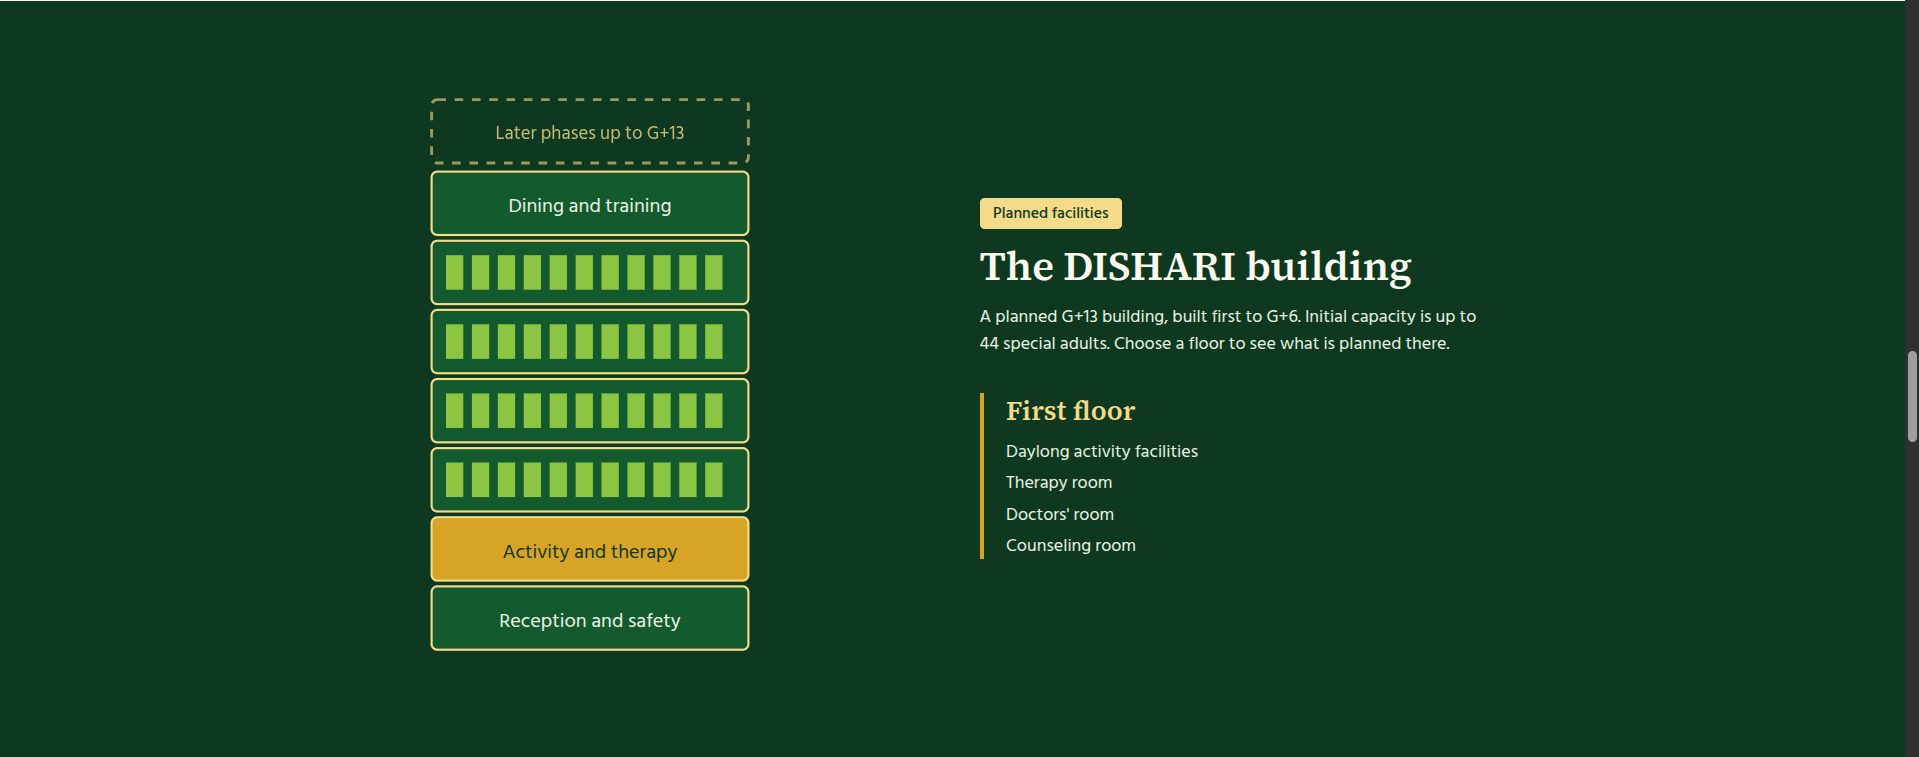 Later phases up to G+13
Dining and training
Activity and therapy
Reception and safety
Planned facilities
The DISHARI building
A planned G+13 building, built first to G+6. Initial capacity is up to
44 special adults. Choose a floor to see what is planned there.
First floor
Daylong activity facilities
Therapy room
Doctors' room
Counseling room